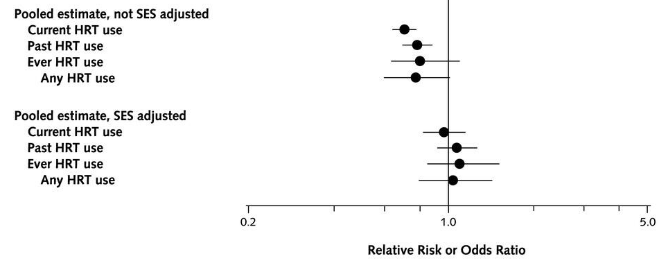 Pooled estimate, not SES adjusted
Current HRT use
Past HRT use
Ever HRT use
Any HRT use
Pooled estimate, SES adjusted
Current HRT use
Past HRT use
Ever HRT use
Any HRT use
0.2 1.0 5.0
Relative Risk or Odds Ratio